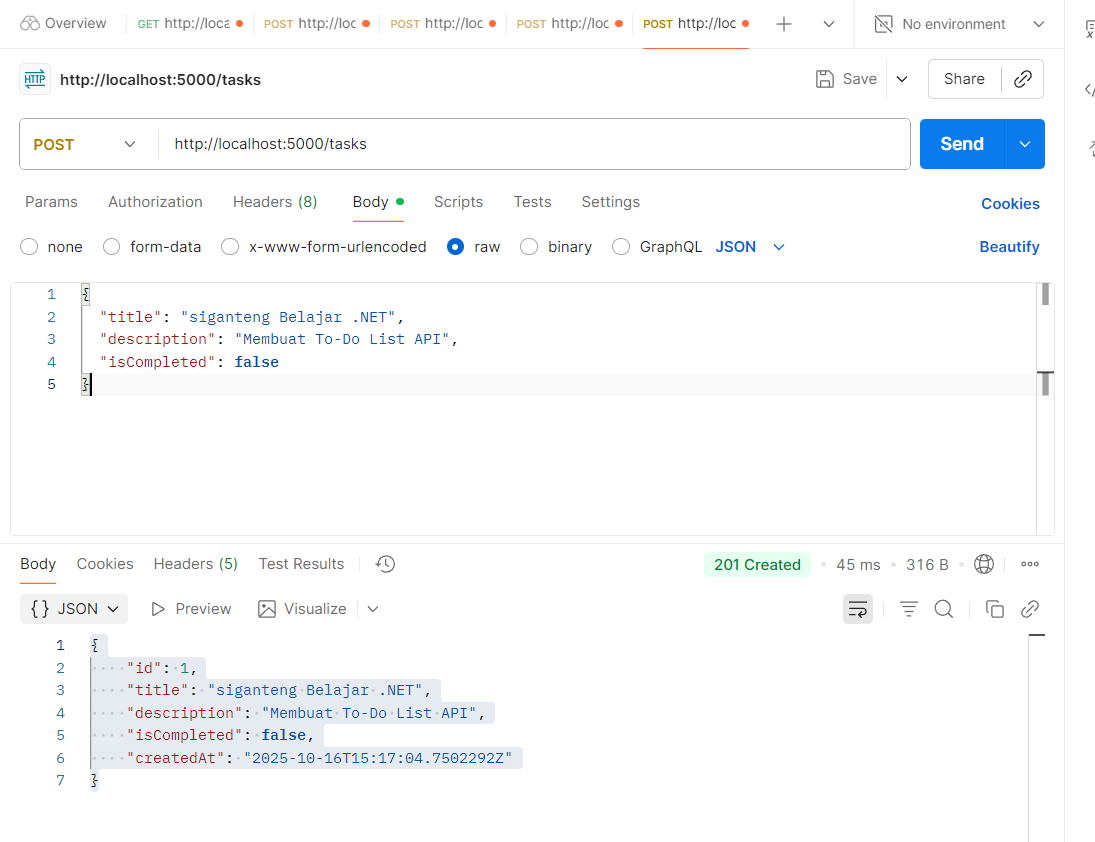 Overview GET http://loca POST http://loc POST http://loc POST http://loc POST http://loc No environment
HTTP http://localhost:5000/tasks Save Share
POST http://localhost:5000/tasks Send
Params Authorization Headers (8) Body Scripts Tests Settings Cookies
none form-data x-www-form-urlencoded raw binary GraphQL JSON Beautify
1 {
2 "title": "siganteng Belajar .NET",
3 "description": "Membuat To-Do List API",
4 "isCompleted": false
5 }
Body Cookies Headers (5) Test Results 201 Created 45 ms 316 B
{} JSON Preview Visualize
1 {
2 "id": 1,
3 "title": "siganteng Belajar .NET",
4 "description": "Membuat To-Do List API",
5 "isCompleted": false,
6 "createdAt": "2025-10-16T15:17:04.7502292Z"
7 }